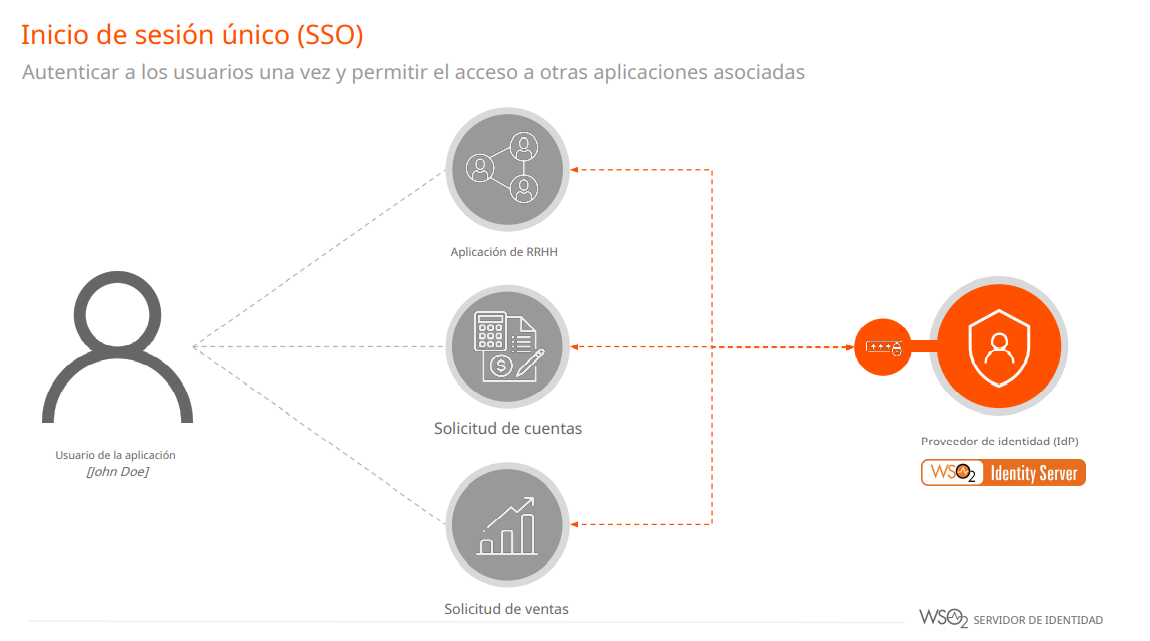 Inicio de sesión único (SSO)
Autenticar a los usuarios una vez y permitir el acceso a otras aplicaciones asociadas
Aplicación de RRHH
Solicitud de cuentas
Usuario de la aplicación
[John Doe]
Proveedor de identidad (IdP)
WSO2 Identity Server
Solicitud de ventas
WSO2 SERVIDOR DE IDENTIDAD